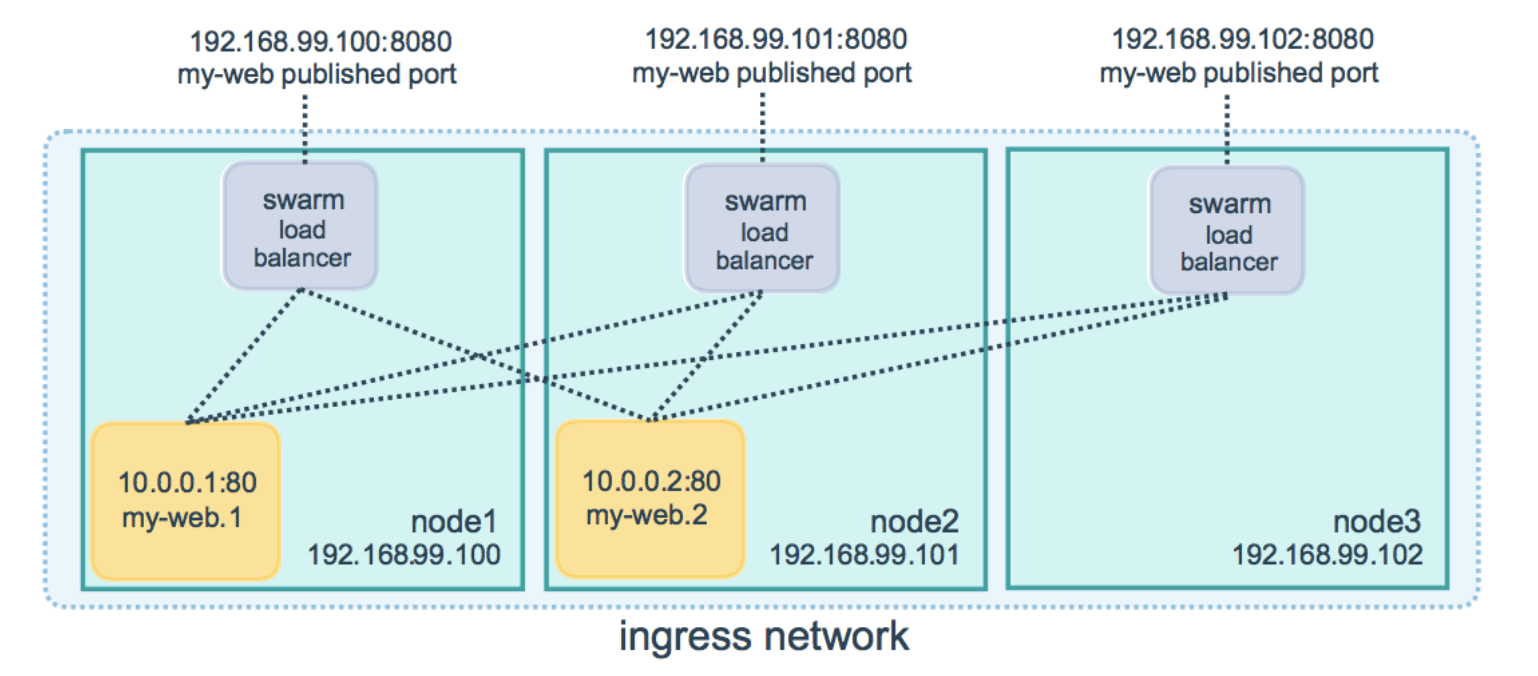 192.168.99.100:8080
my-web published port
192.168.99.101:8080
my-web published port
192.168.99.102:8080
my-web published port
swarm
load
balancer
swarm
load
balancer
swarm
load
balancer
10.0.0.1:80
my-web.1
node1
192.168.99.100
10.0.0.2:80
my-web.2
node2
192.168.99.101
node3
192.168.99.102
ingress network